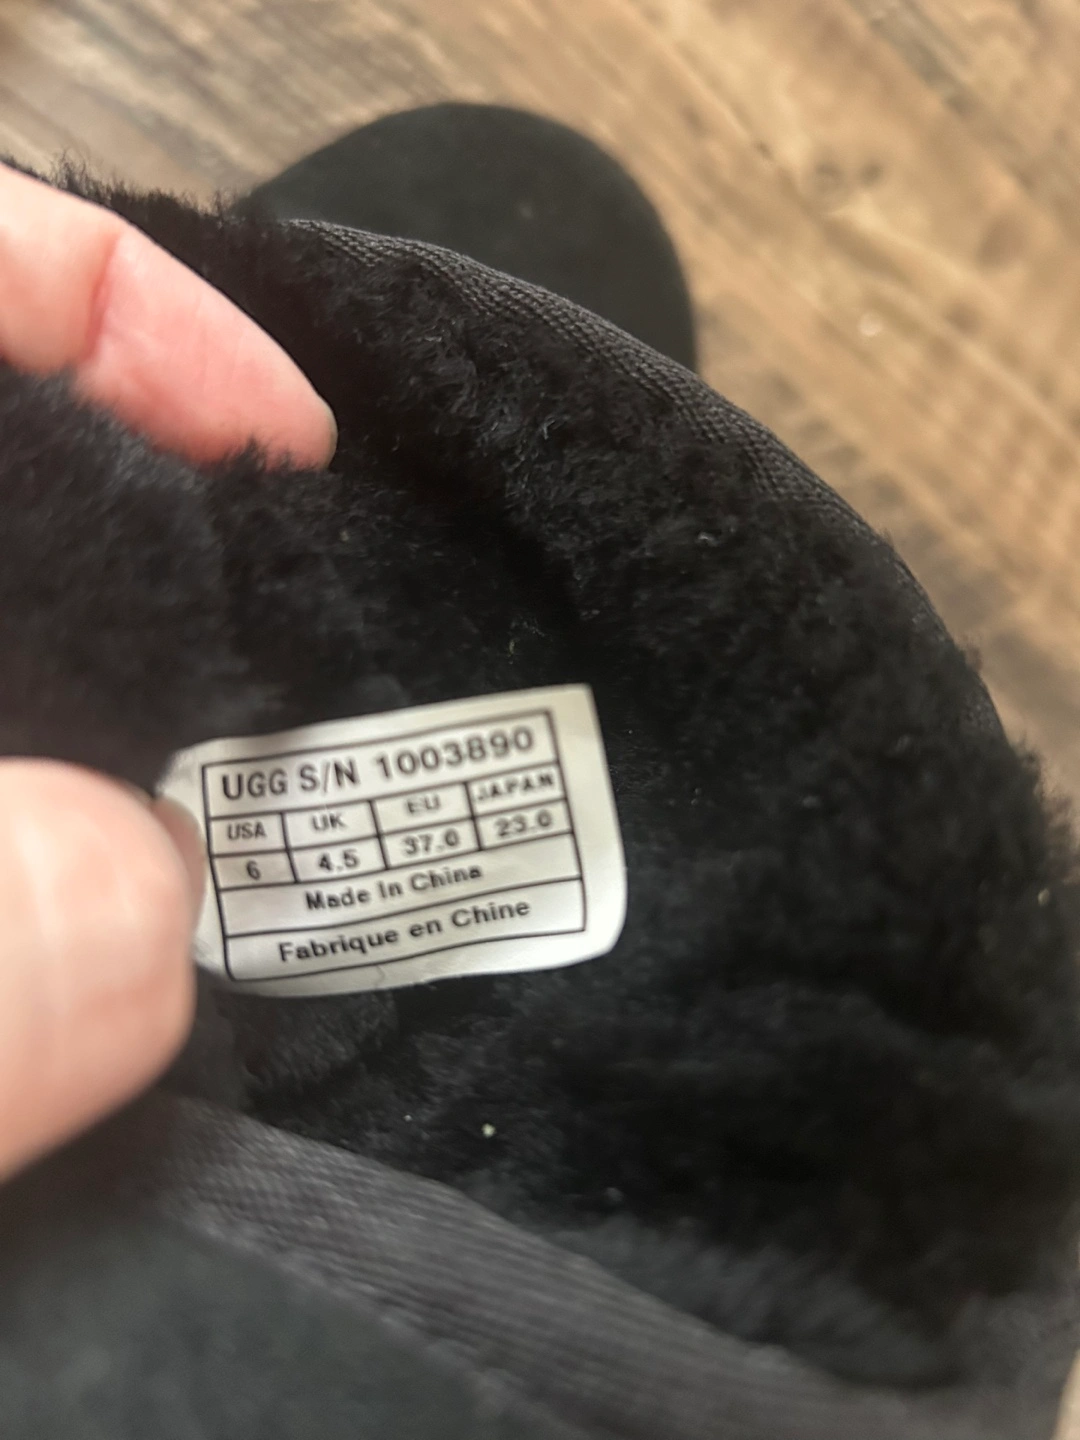 UGG S/N 1003890
USA UK EU JAPAN
6 4.5 37.0 23.0
Made In China
Fabrique en Chine